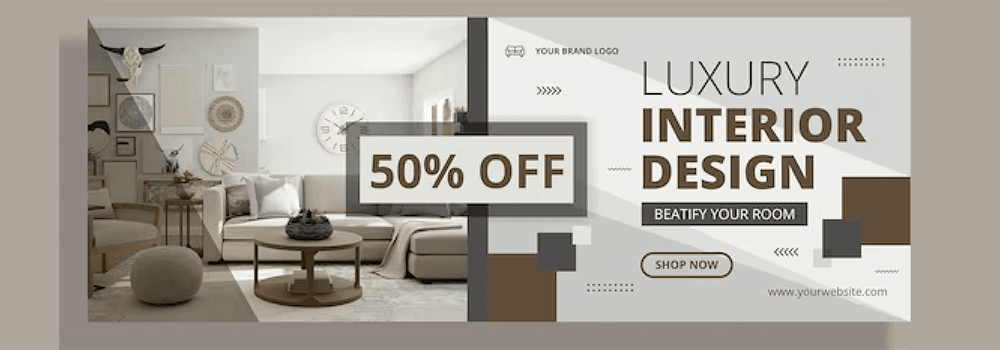 YOUR BRAND LOGO
LUXURY
INTERIOR
DESIGN
50% OFF
BEATIFY YOUR ROOM
SHOP NOW
www.yourwebsite.com